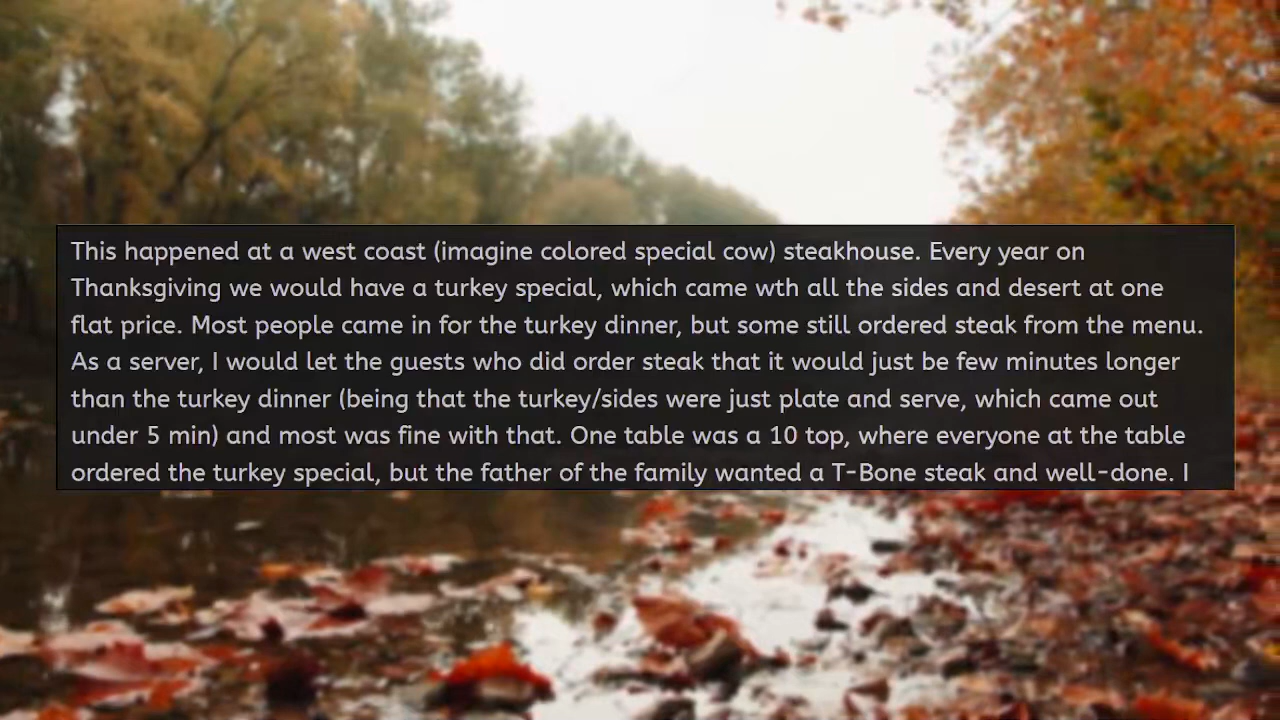 This happened at a west coast (imagine colored special cow) steakhouse. Every year on
Thanksgiving we would have a turkey special, which came wth all the sides and desert at one
flat price. Most people came in for the turkey dinner, but some still ordered steak from the menu.
As a server, I would let the guests who did order steak that it would just be few minutes longer
than the turkey dinner (being that the turkey/sides were just plate and serve, which came out
under 5 min) and most was fine with that. One table was a 10 top, where everyone at the table
ordered the turkey special, but the father of the family wanted a T-Bone steak and well-done. I